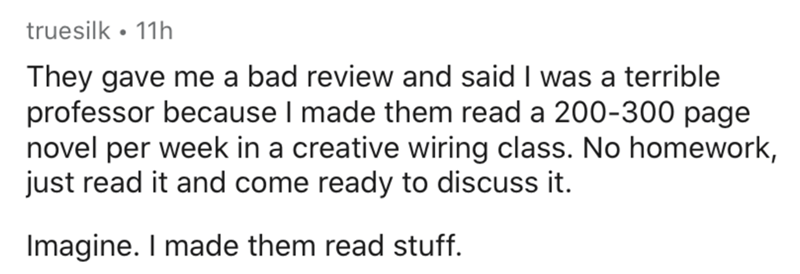 truesilk • 11h
They gave me a bad review and said I was a terrible
professor because I made them read a 200-300 page
novel per week in a creative wiring class. No homework,
just read it and come ready to discuss it.
Imagine. I made them read stuff.